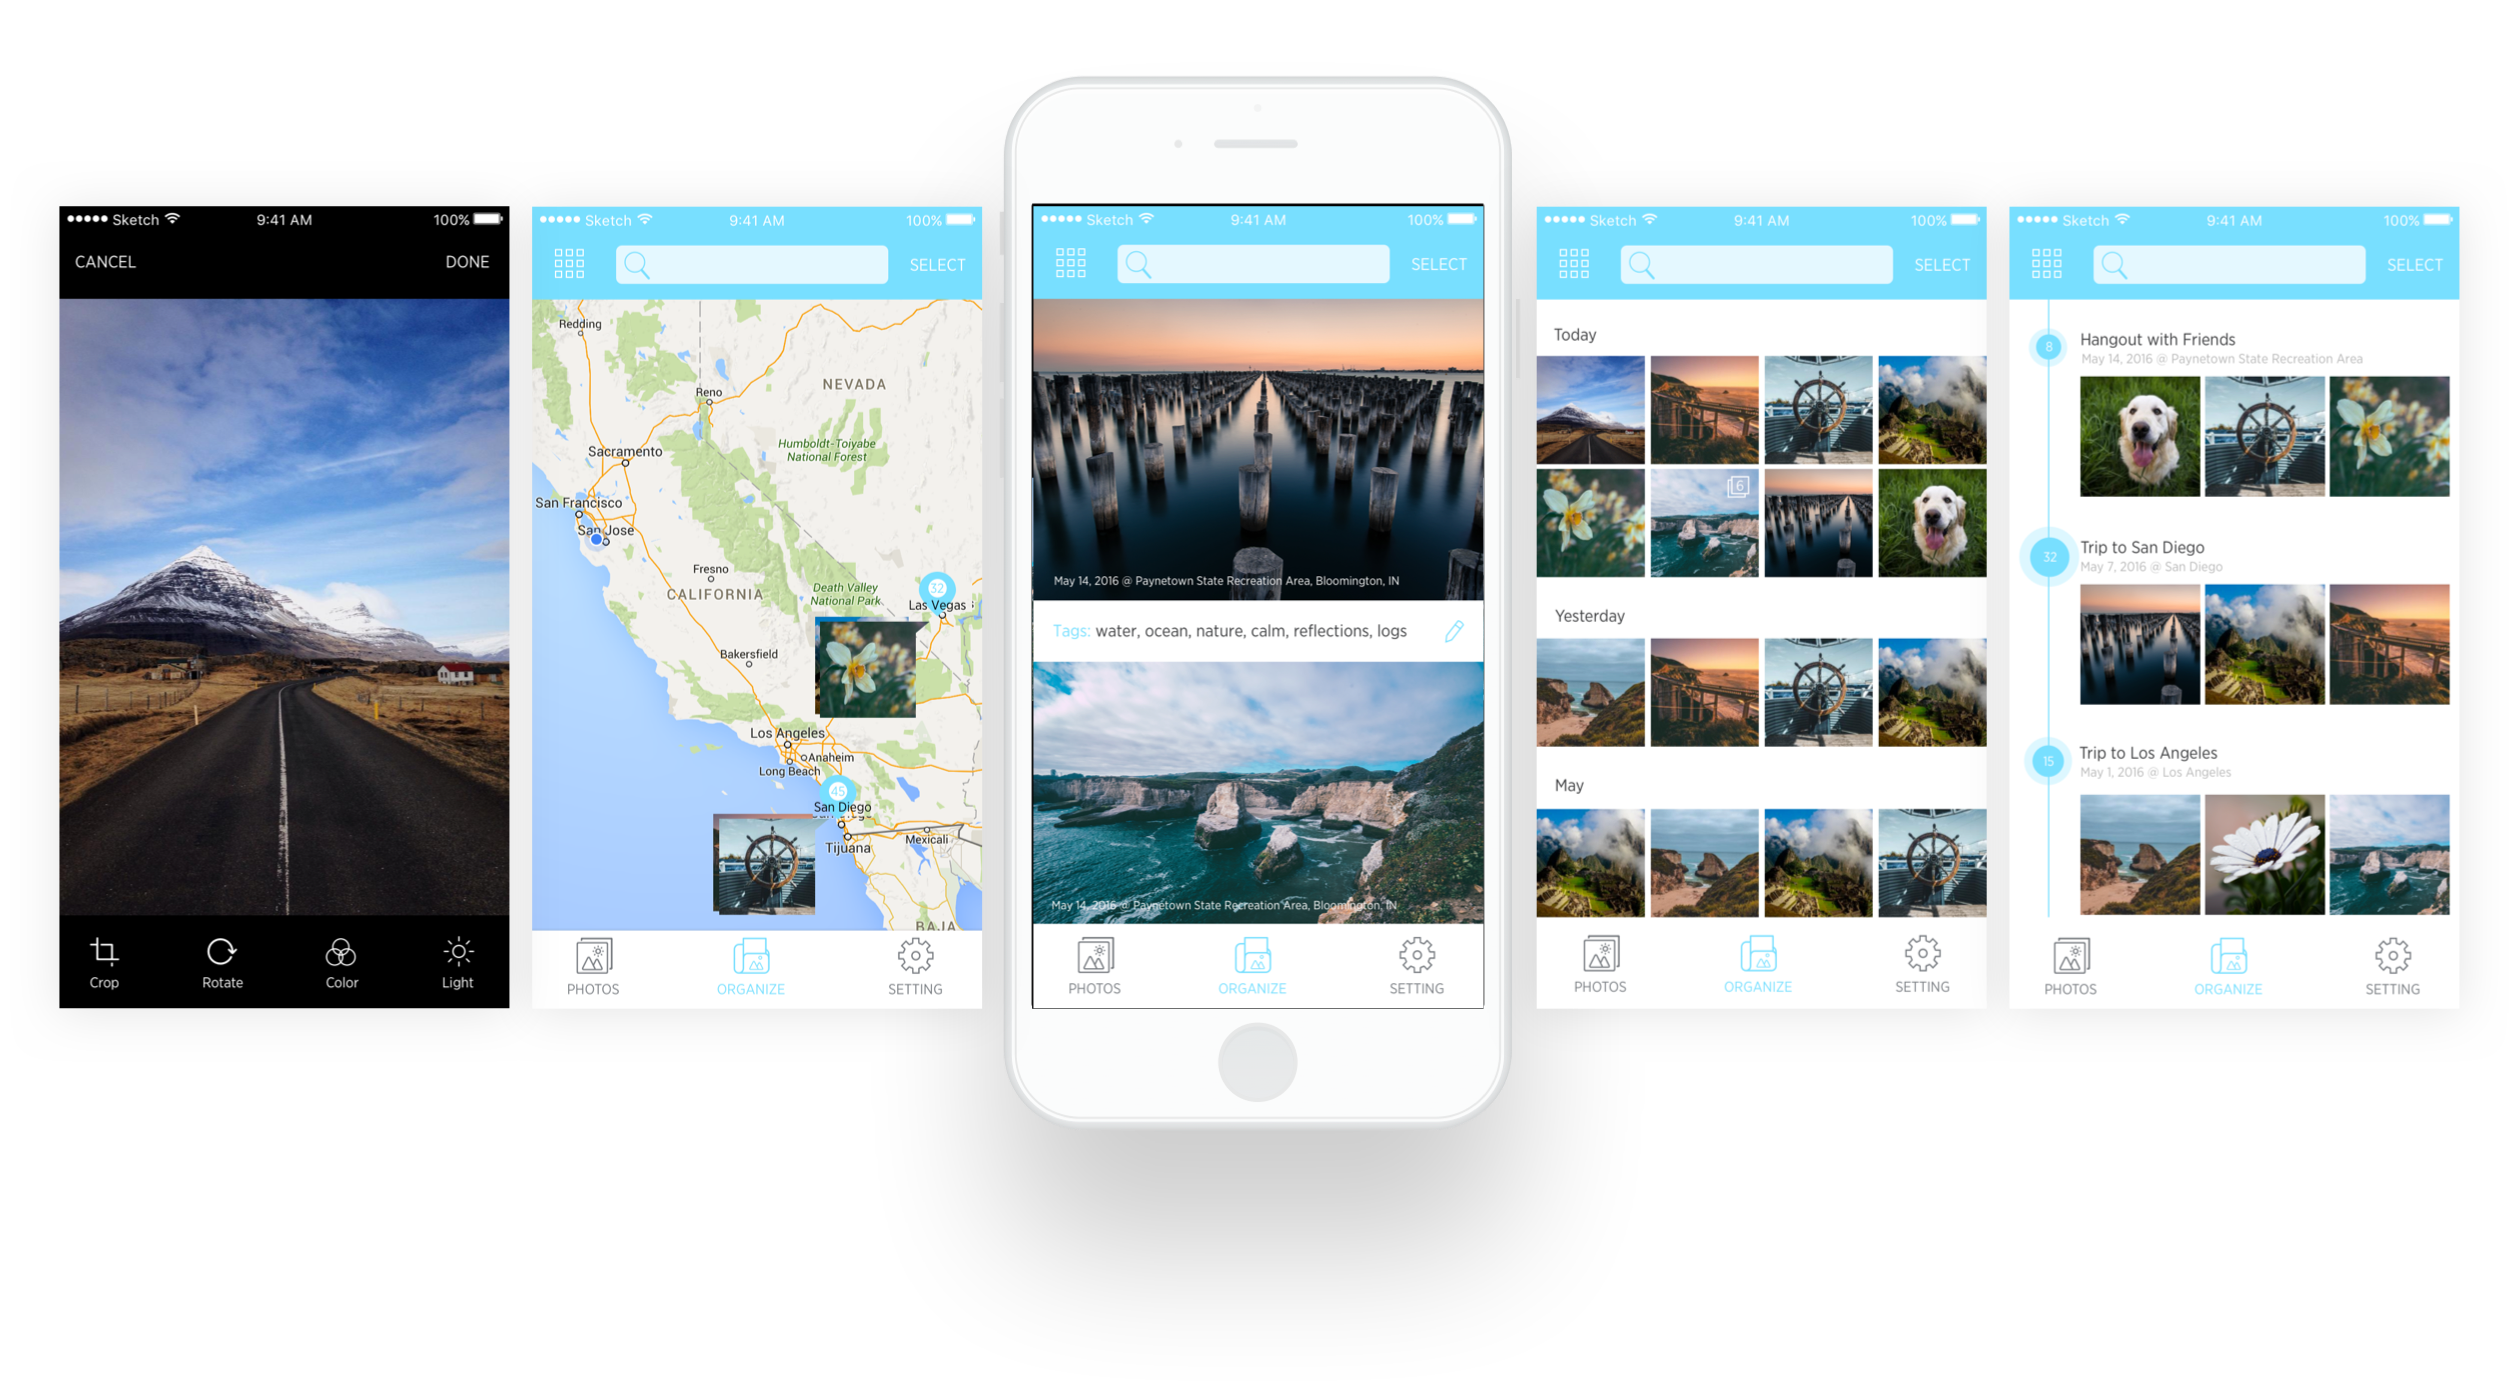 Sketch 9:41 AM 100%
CANCEL DONE
Crop Rotate Color Light
Sketch 9:41 AM 100%
SELECT
Redding
NEVADA
Reno
Humboldt-Toiyabe
National Forest
Sacramento
San Francisco
San Jose
Fresno
CALIFORNIA
Death Valley
National Park
32
Las Vegas
Bakersfield
Los Angeles
Anaheim
Long Beach
45
San Diego
Tijuana
Mexicali
BAJA
PHOTOS ORGANIZE SETTING
Sketch 9:41 AM 100%
SELECT
May 14, 2016 @ Paynetown State Recreation Area, Bloomington, IN
Tags: water, ocean, nature, calm, reflections, logs
May 14, 2016 @ Paynetown State Recreation Area, Bloomington, IN
PHOTOS ORGANIZE SETTING
Sketch 9:41 AM 100%
SELECT
Today
6
Yesterday
May
PHOTOS ORGANIZE SETTING
Sketch 9:41 AM 100%
SELECT
8
Hangout with Friends
May 14, 2016 @ Paynetown State Recreation Area
32
Trip to San Diego
May 7, 2016 @ San Diego
15
Trip to Los Angeles
May 1, 2016 @ Los Angeles
PHOTOS ORGANIZE SETTING